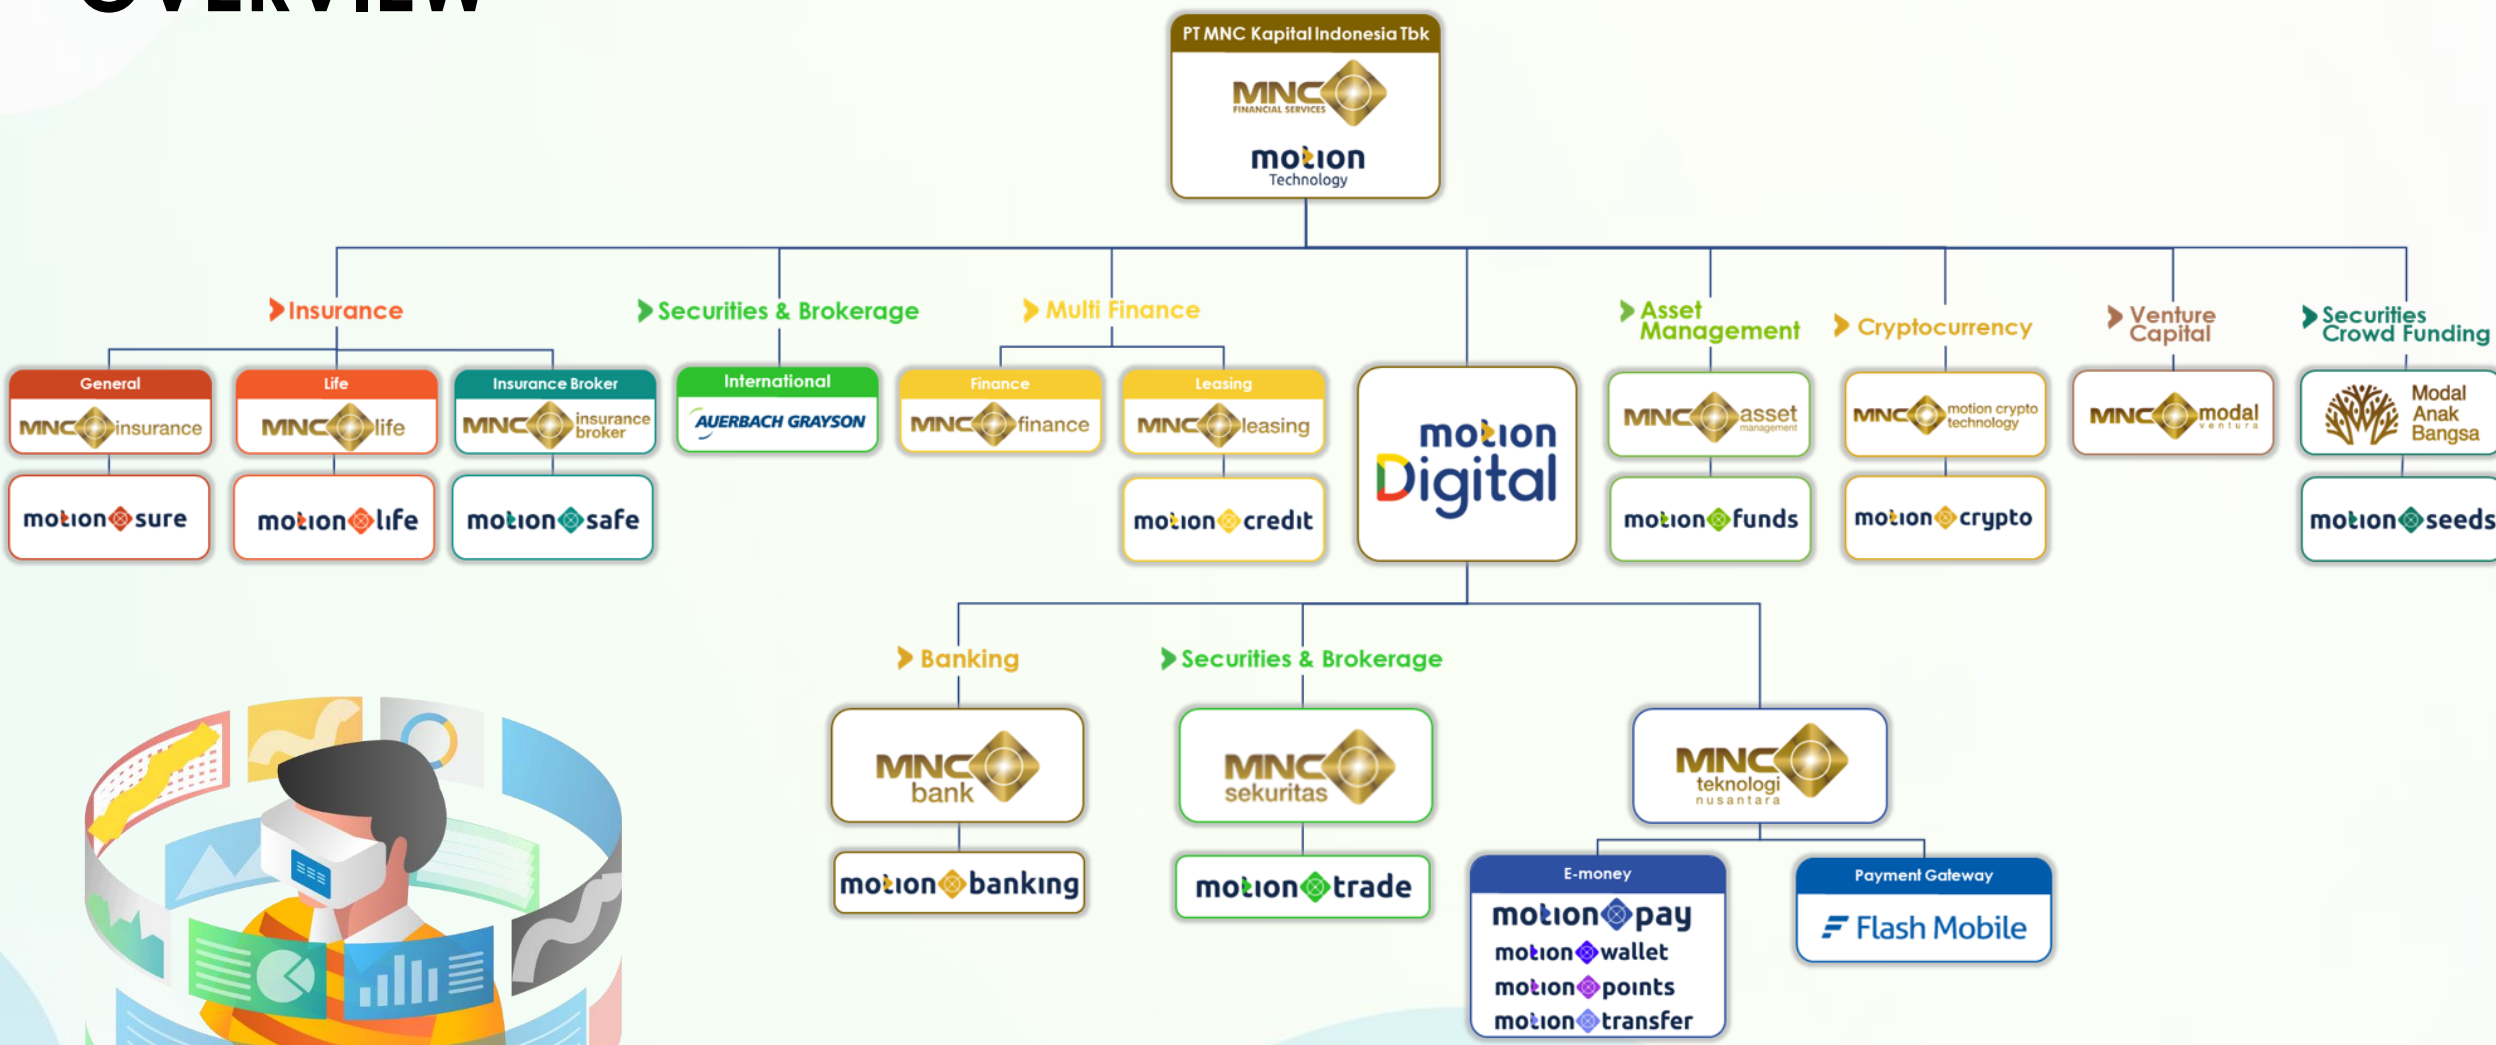 OVERVIEW
PT MNC Kapital Indonesia Tbk
MNC
FINANCIAL SERVICES
motion
Technology
Insurance
Securities & Brokerage
Multi Finance
Asset
Management
Cryptocurrency
Venture
Capital
Securities
Crowd Funding
General
MNC insurance
motion sure
Life
MNC life
motion life
Insurance Broker
MNC insurance
broker
motion safe
International
AUERBACH GRAYSON
Finance
MNC finance
Leasing
MNC leasing
motion credit
motion
Digital
MNC asset
management
motion funds
MNC motion crypto
technology
motion crypto
MNC modal
ventura
Modal
Anak
Bangsa
motion seeds
Banking
MNC
bank
motion banking
Securities & Brokerage
MNC
sekuritas
motion trade
MNC
teknologi
nusantara
E-money
motion pay
motion wallet
motion points
motion transfer
Payment Gateway
Flash Mobile